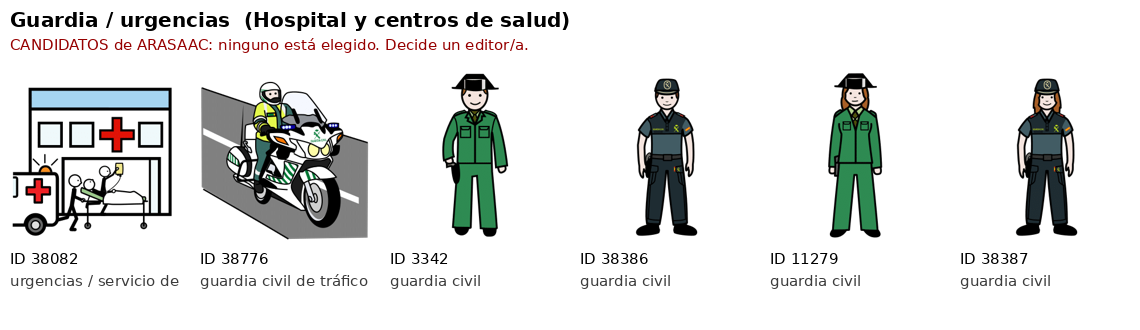 Guardia / urgencias  (Hospital y centros de salud)
CANDIDATOS de ARASAAC: ninguno está elegido. Decide un editor/a.
ID 38082 ID 38776 ID 3342 ID 38386 ID 11279 ID 38387
urgencias / servicio de guardia civil de tráfico guardia civil guardia civil guardia civil guardia civil